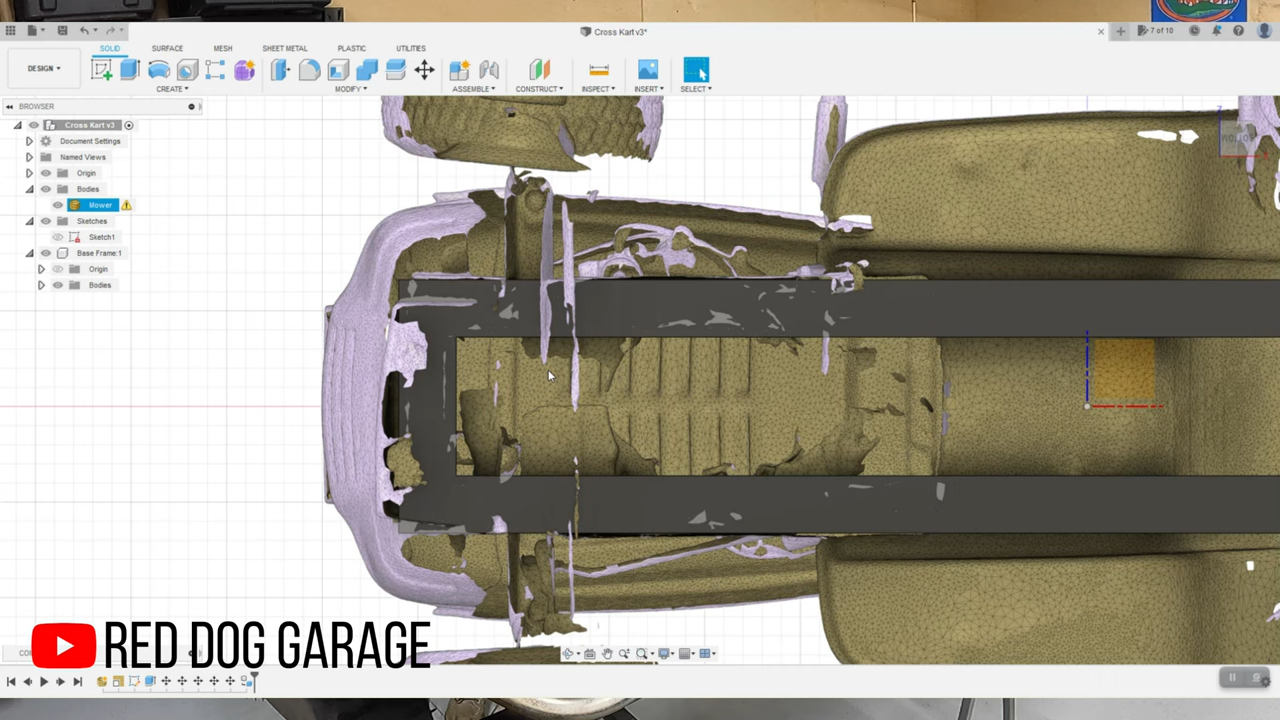 Cross Kart v3*
7 of 10
SOLID SURFACE MESH SHEET METAL PLASTIC UTILITIES
DESIGN
CREATE MODIFY ASSEMBLE CONSTRUCT INSPECT INSERT SELECT
BROWSER
Cross Kart v3
Document Settings
Named Views
Origin
Bodies
Mower
Sketches
Sketch1
Base Frame:1
Origin
Bodies
RED DOG GARAGE